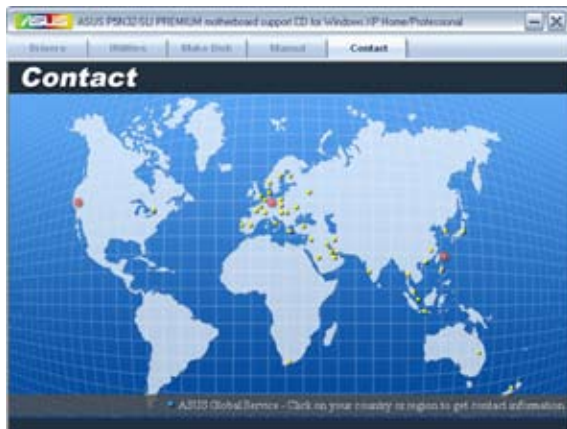 ASUS P5N32-SLI PREMIUM motherboard support CD for Windows XP Home/Professional
Drivers Utilities Make Disk Manual Contact
Contact
ASUS Global Service - Click on your country or region to get contact information